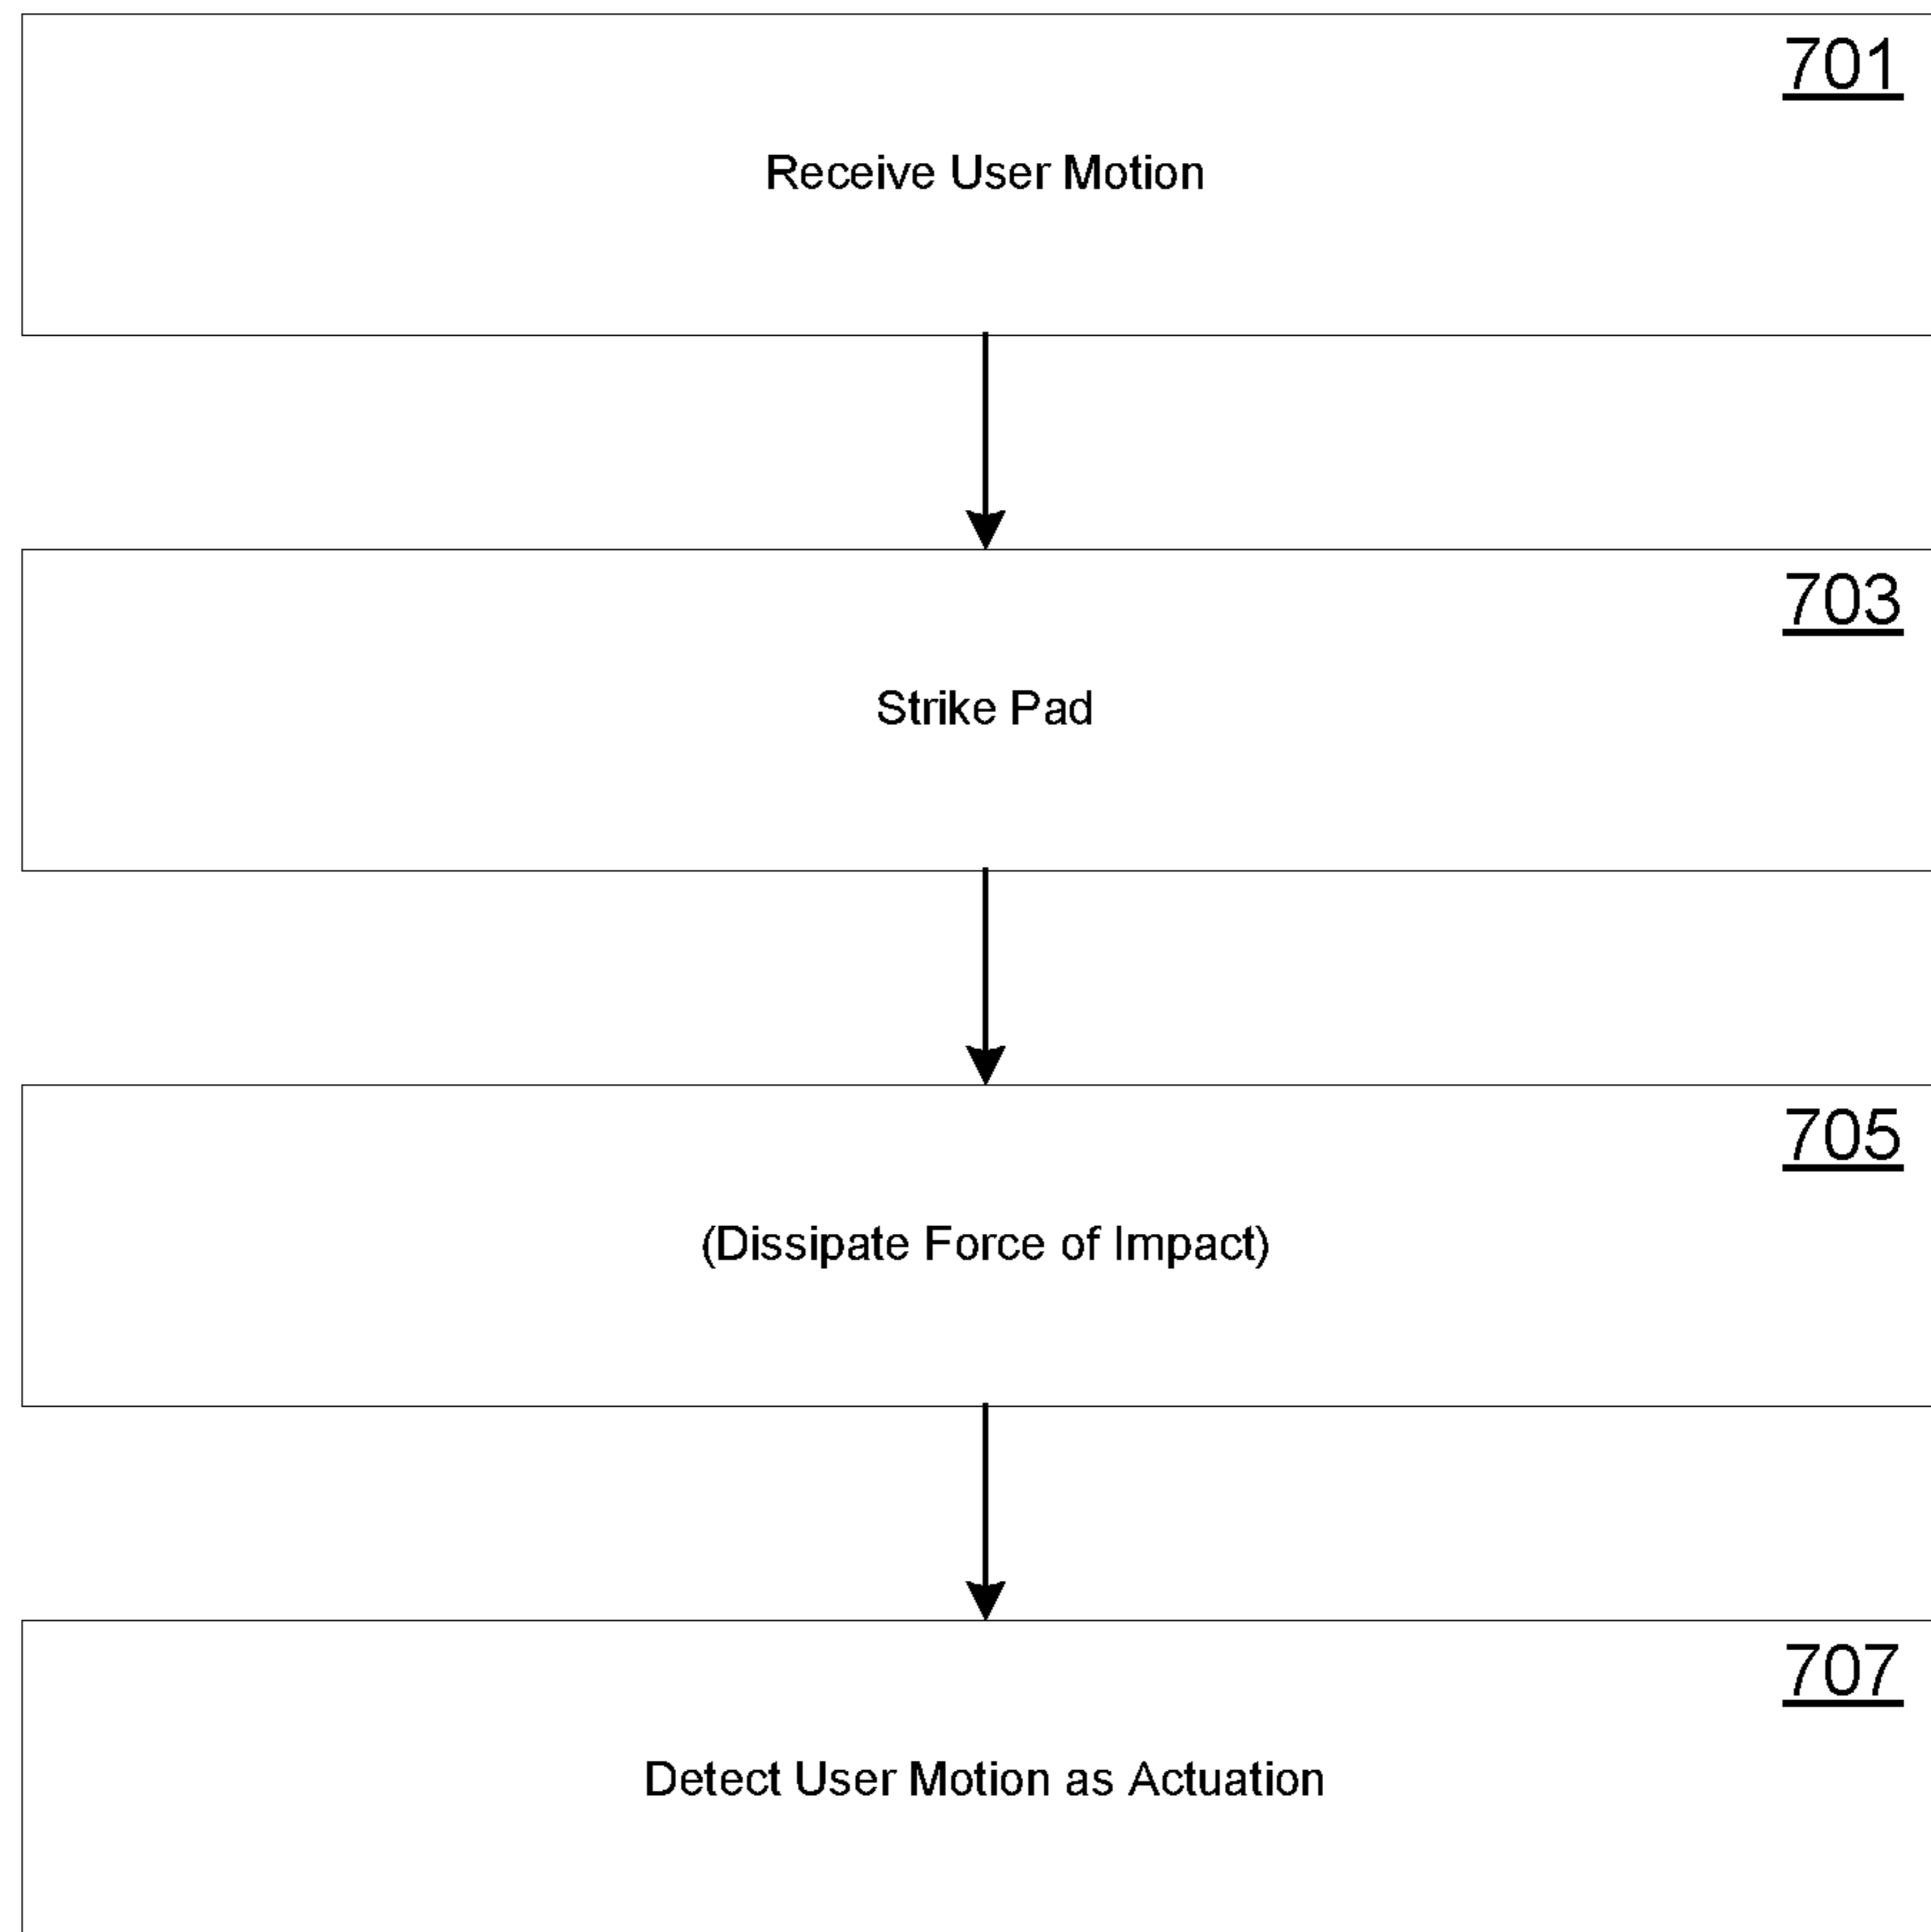 701
Receive User Motion
703
Strike Pad
705
(Dissipate Force of Impact)
707
Detect User Motion as Actuation